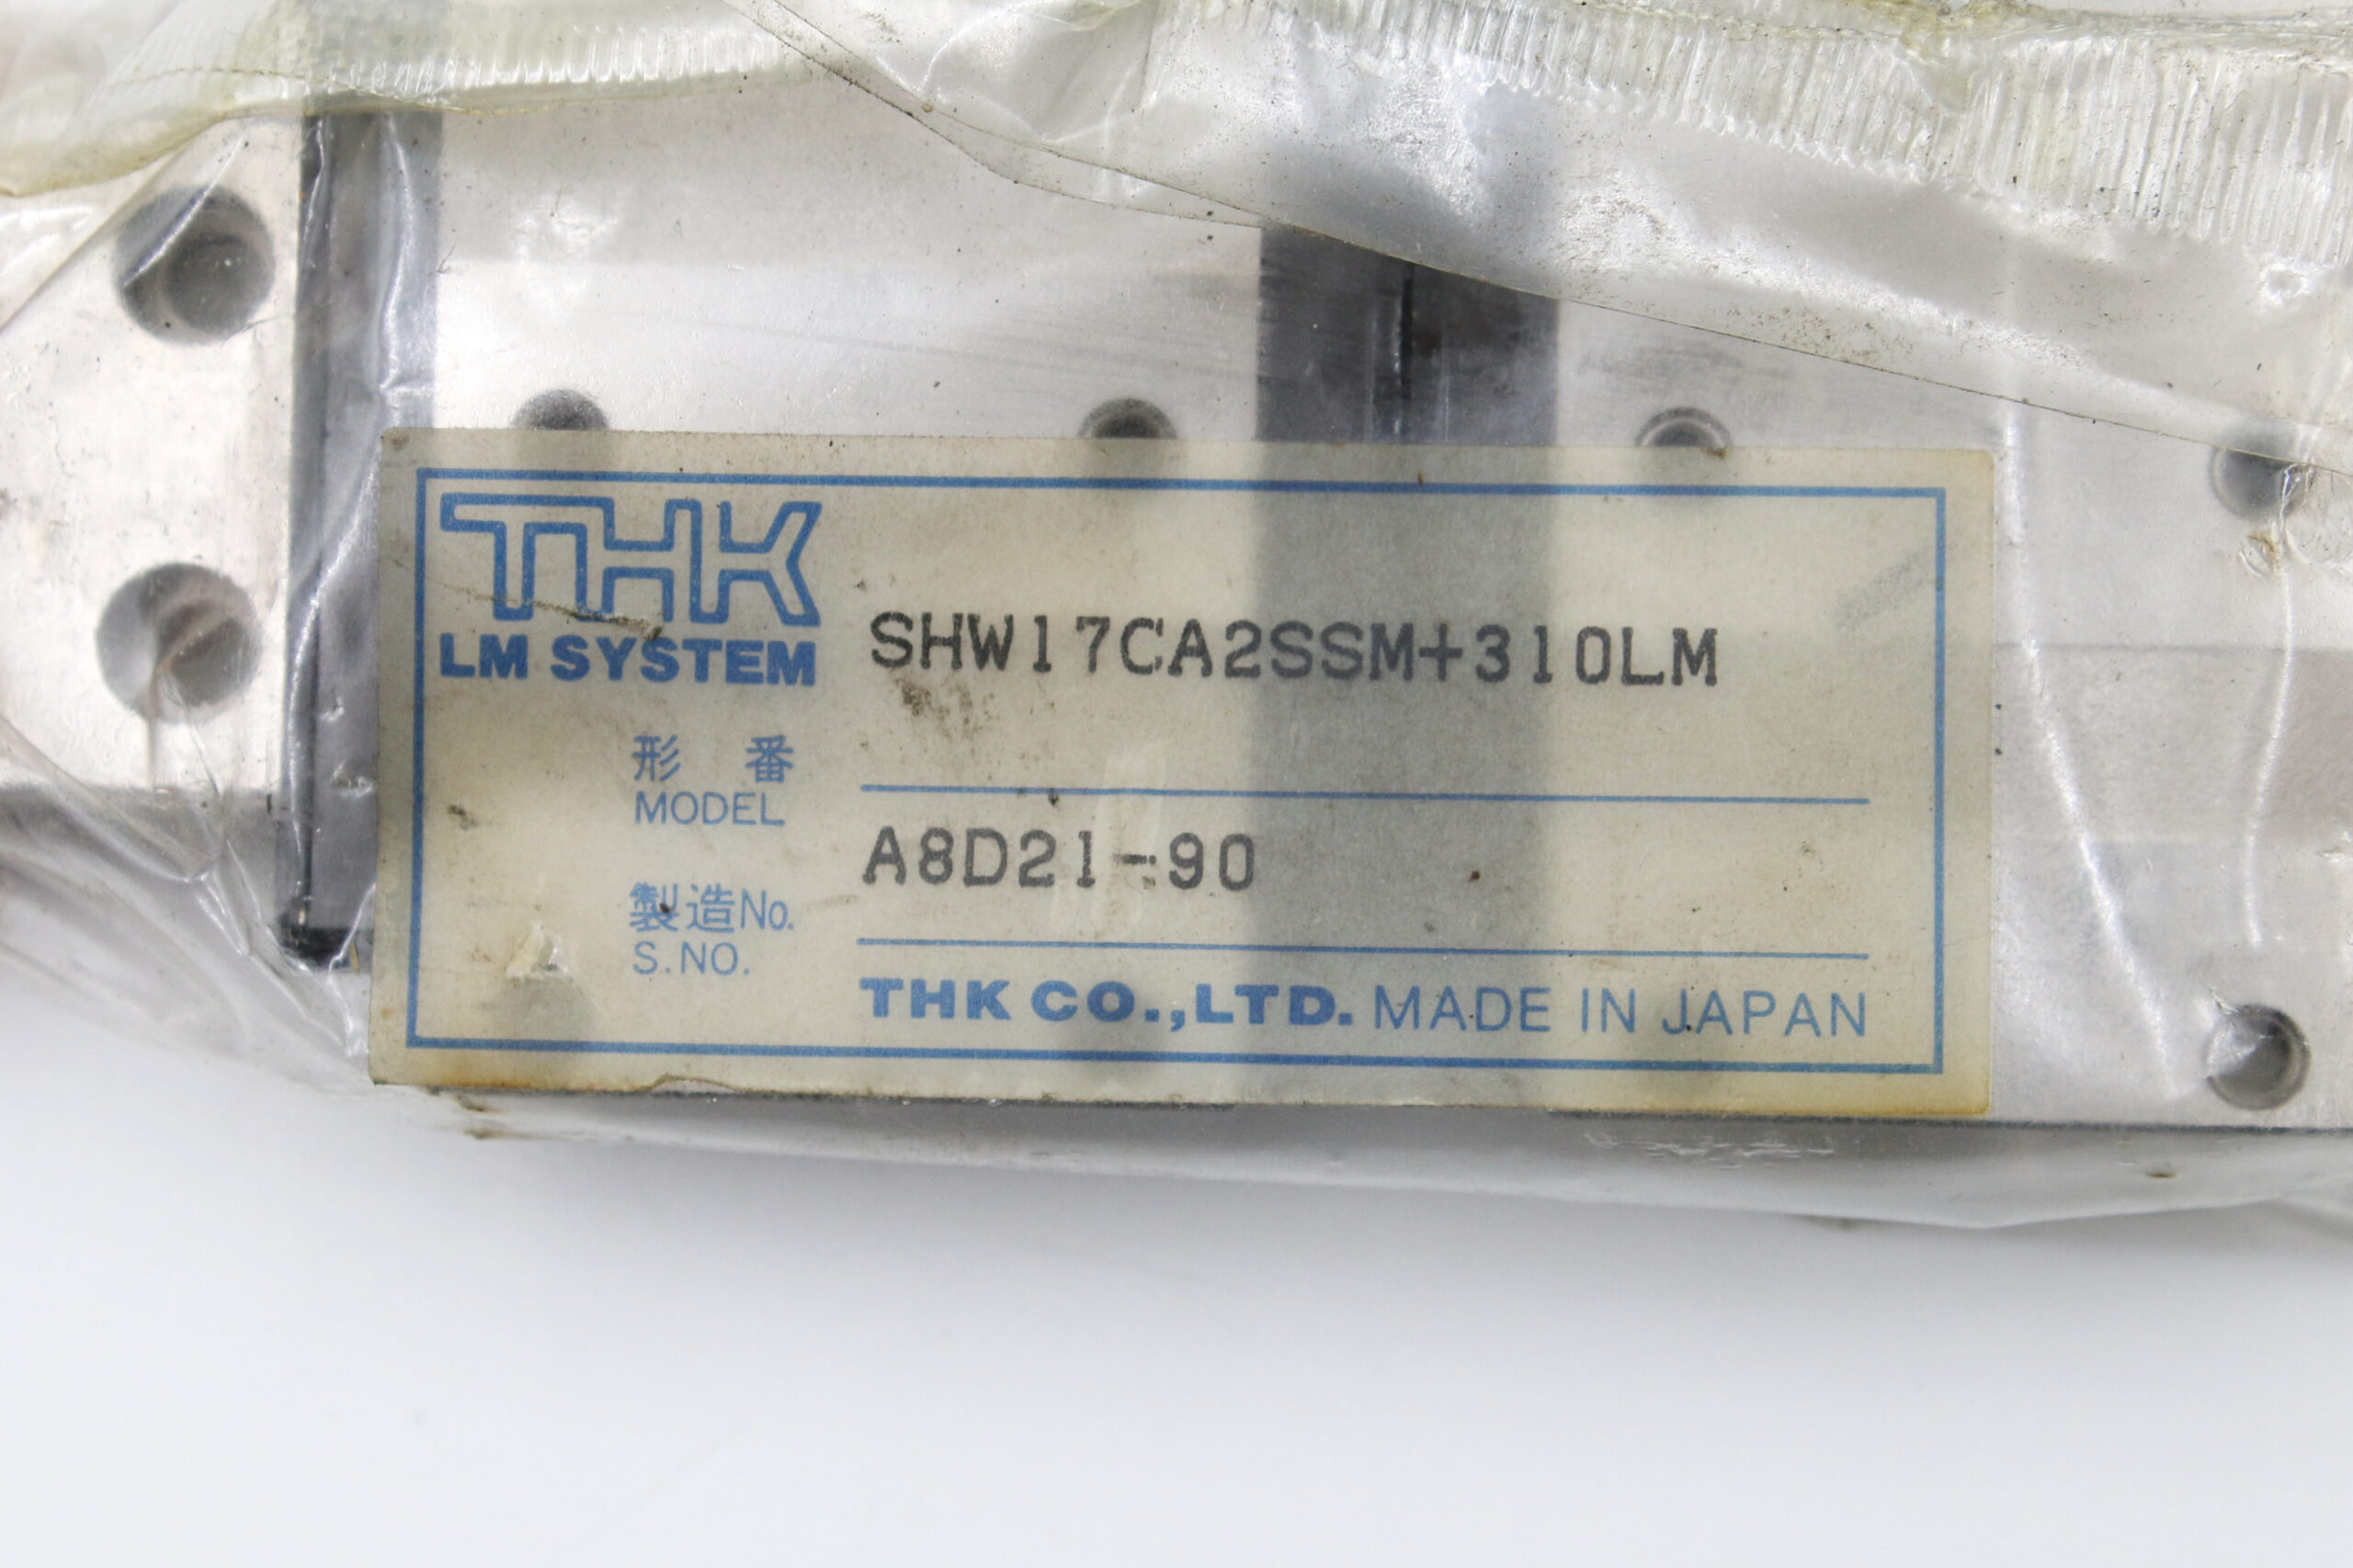 THK
LM SYSTEM
SHW17CA2SSM+310LM
形番
MODEL
A8D21-90
製造No.
S.NO.
THK CO.,LTD. MADE IN JAPAN